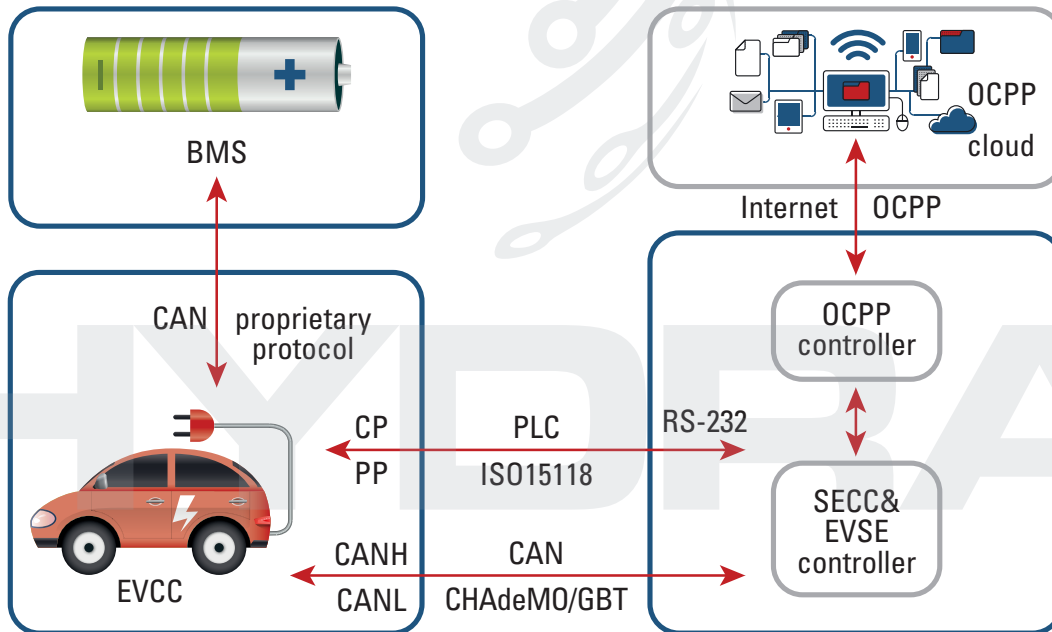 BMS
OCPP
cloud
Internet OCPP
CAN proprietary
protocol
OCPP
controller
CP PLC RS-232
PP ISO15118
SECC&
EVSE
controller
CANH CAN
CANL CHAdeMO/GBT
EVCC
HYDRA